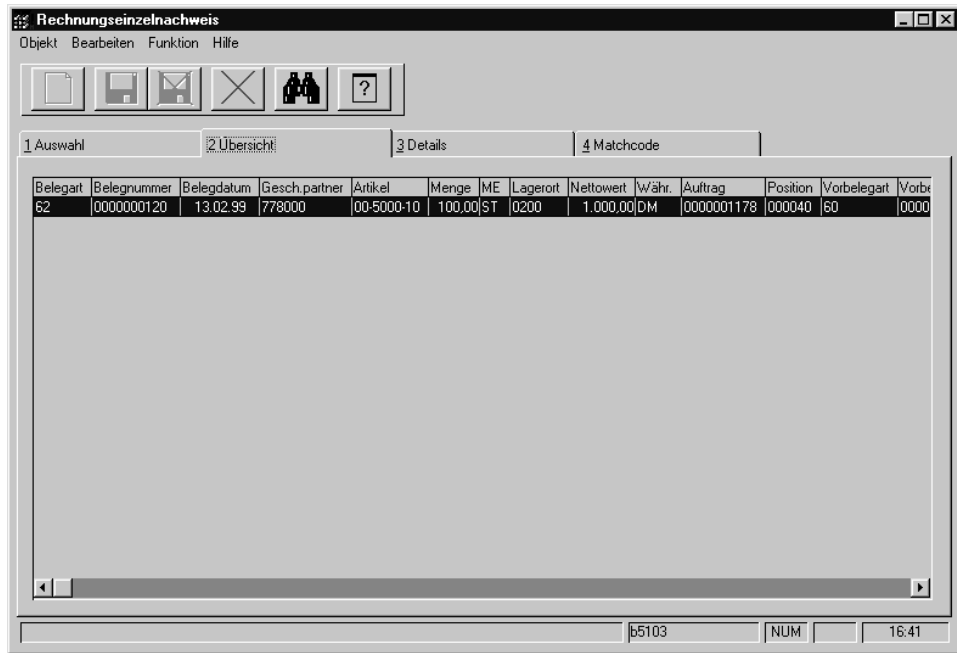 Rechnungseinzelnachweis
Objekt Bearbeiten Funktion Hilfe
?
1 Auswahl 2 Übersicht 3 Details 4 Matchcode
Belegart Belegnummer Belegdatum Gesch.partner Artikel Menge ME Lagerort Nettowert Währ. Auftrag Position Vorbelegart Vorbe
62 0000000120 13.02.99 778000 00-5000-10 100,00 ST 0200 1.000,00 DM 0000001178 000040 60 0000
b5103 NUM 16:41